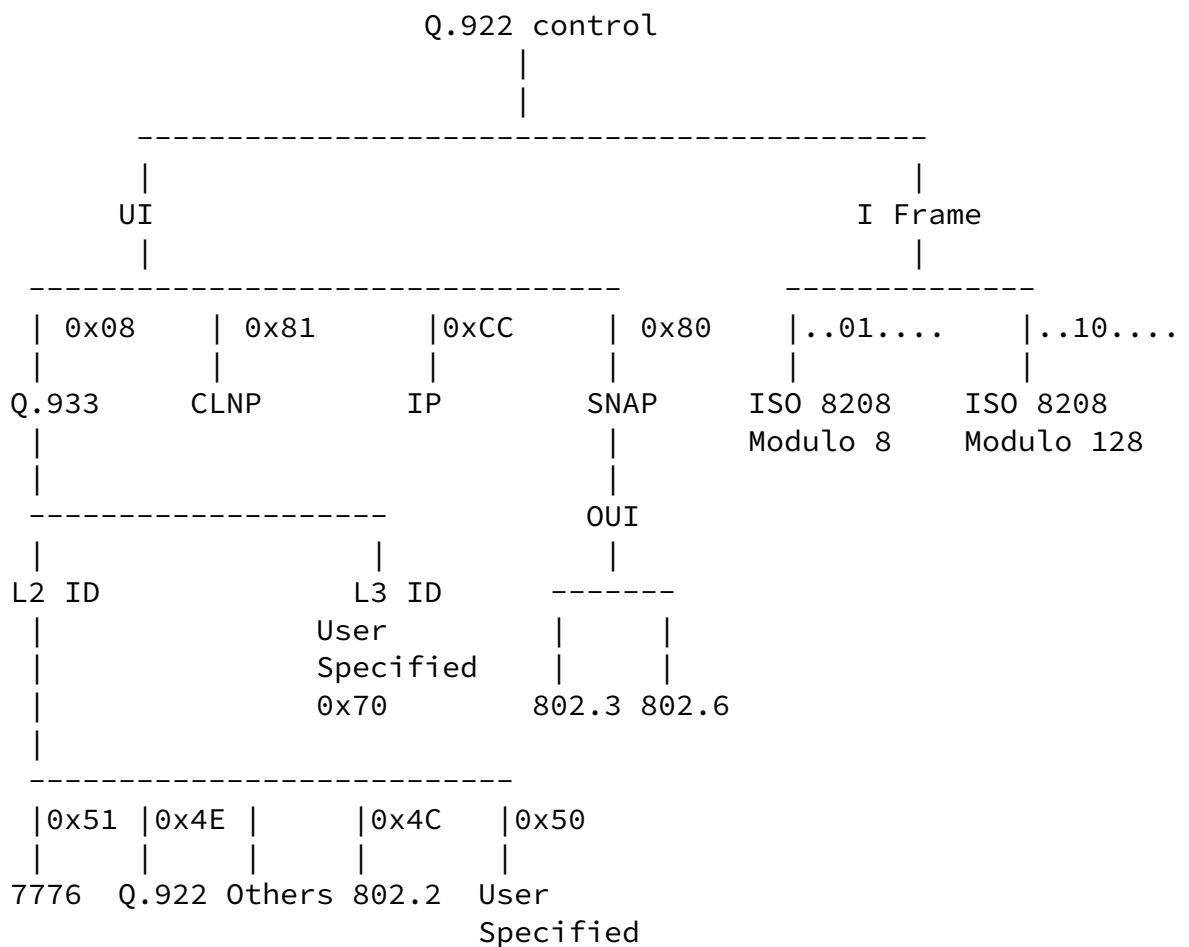 Q.922 control
|
|
--------------------------------------------
| |
UI I Frame
| |
--------------------------------- --------------
| 0x08 | 0x81 |0xCC | 0x80 |..01.... |..10....
| | | | | |
Q.933 CLNP IP SNAP ISO 8208 ISO 8208
| | Modulo 8 Modulo 128
| |
-------------------- OUI
| | |
L2 ID L3 ID -------
| User | |
| Specified | |
| 0x70 802.3 802.6
|
---------------------------
|0x51 |0x4E | |0x4C |0x50
| | | | |
7776 Q.922 Others 802.2 User
Specified